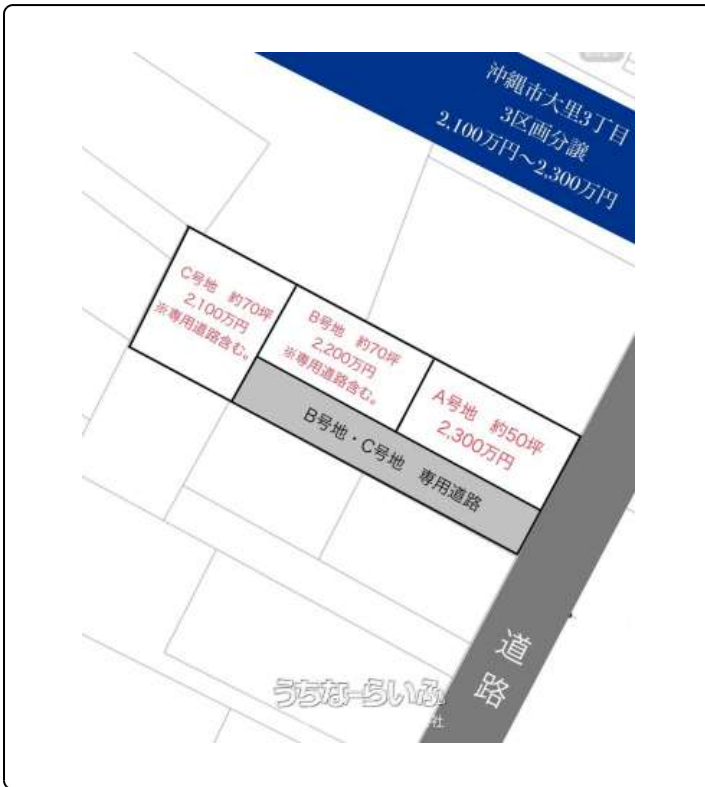 沖縄市大里3丁目
3区画分譲
2,100万円～2,300万円
C号地 約70坪
2,100万円
※専用道路含む。
B号地 約70坪
2,200万円
※専用道路含む。
A号地 約50坪
2,300万円
B号地・C号地 専用道路
道路
うちなーらいふ
社